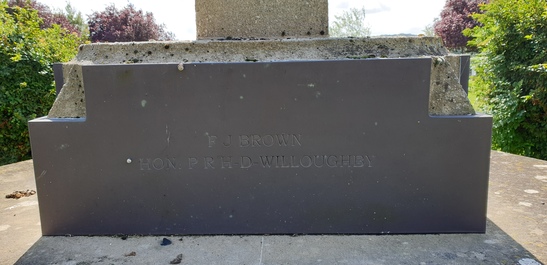 F J BROWN
HON. P R H D-WILLOUGHBY